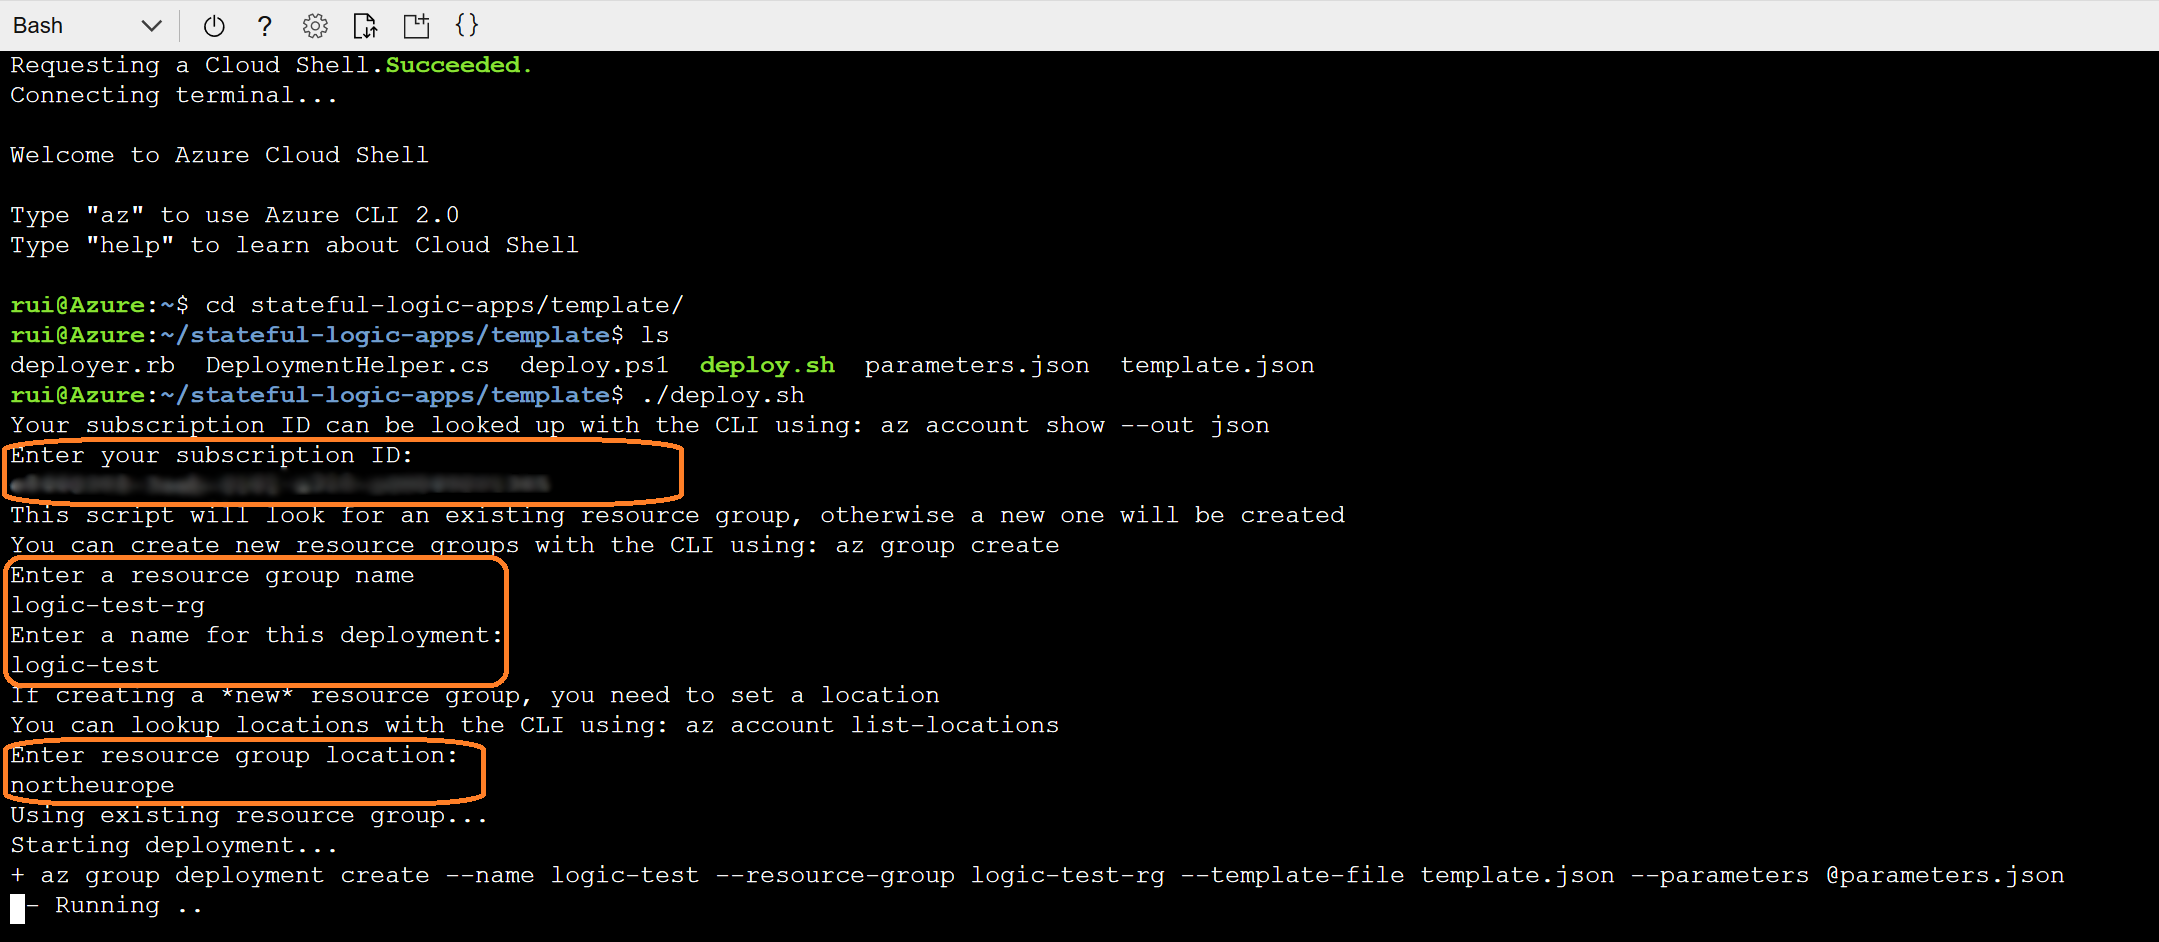 Bash ? {}
Requesting a Cloud Shell.Succeeded.
Connecting terminal...
Welcome to Azure Cloud Shell
Type "az" to use Azure CLI 2.0
Type "help" to learn about Cloud Shell
rui@Azure:~$ cd stateful-logic-apps/template/
rui@Azure:~/stateful-logic-apps/template$ ls
deployer.rb  DeploymentHelper.cs  deploy.ps1  deploy.sh  parameters.json  template.json
rui@Azure:~/stateful-logic-apps/template$ ./deploy.sh
Your subscription ID can be looked up with the CLI using: az account show --out json
Enter your subscription ID:
This script will look for an existing resource group, otherwise a new one will be created
You can create new resource groups with the CLI using: az group create
Enter a resource group name
logic-test-rg
Enter a name for this deployment:
logic-test
If creating a *new* resource group, you need to set a location
You can lookup locations with the CLI using: az account list-locations
Enter resource group location:
northeurope
Using existing resource group...
Starting deployment...
+ az group deployment create --name logic-test --resource-group logic-test-rg --template-file template.json --parameters @parameters.json
- Running ..